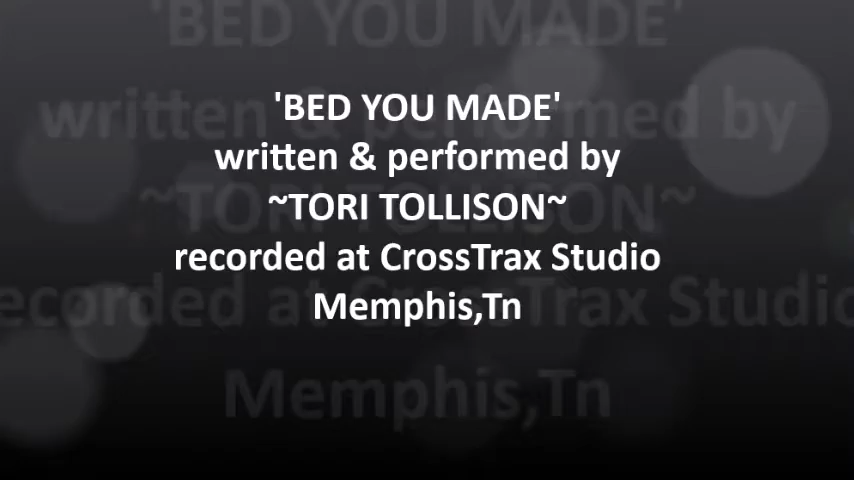 'BED YOU MADE'
written & performed by
~TORI TOLLISON~
recorded at CrossTrax Studio
Memphis,Tn